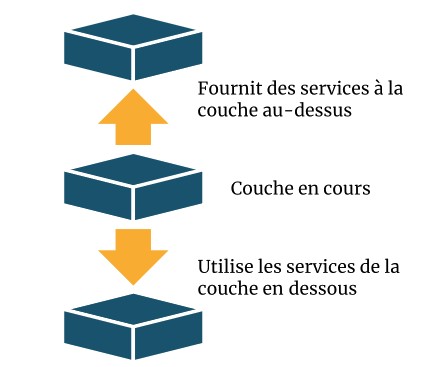 Fournit des services à la
couche au-dessus
Couche en cours
Utilise les services de la
couche en dessous